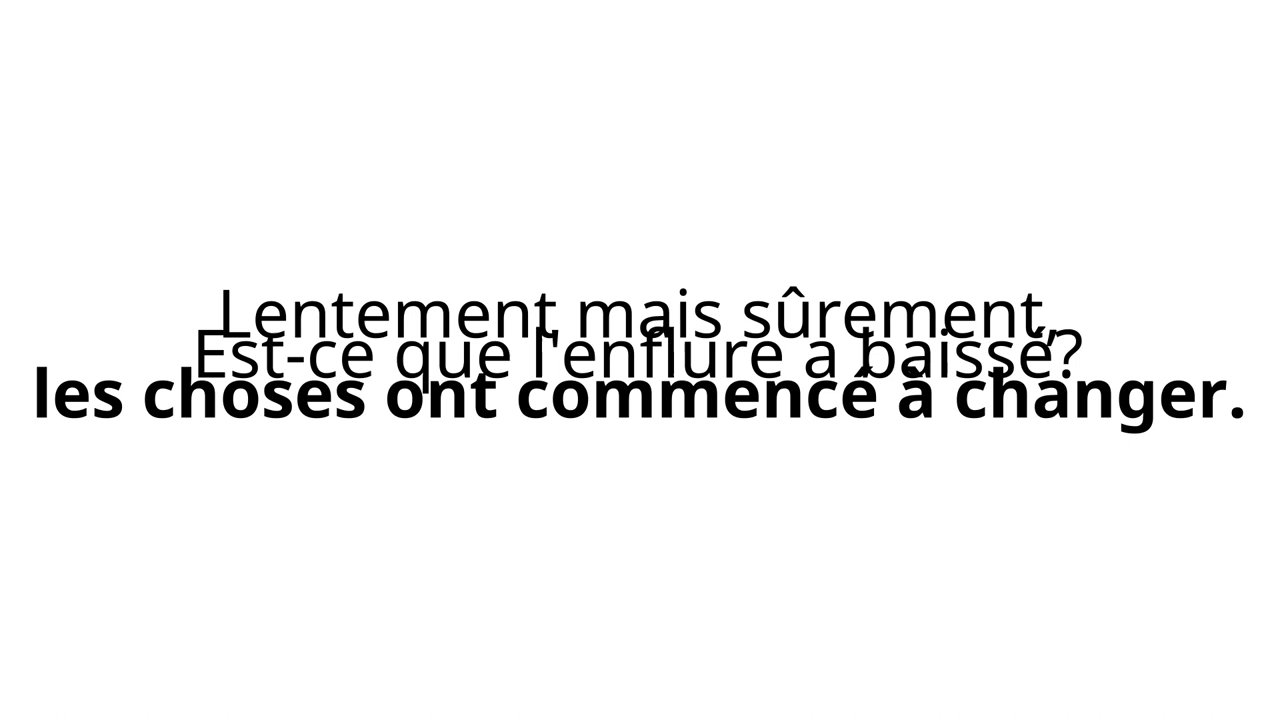 Lentement mais sûrement,
Est-ce que l'enflure a baissé?
les choses ont commencé à changer.